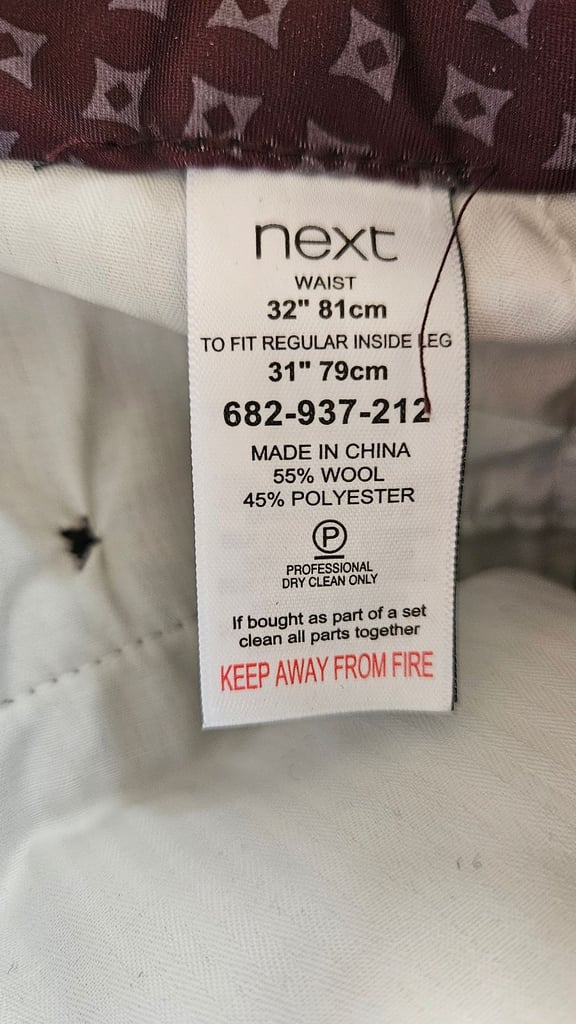 next
WAIST
32" 81cm
TO FIT REGULAR INSIDE LEG
31" 79cm
682-937-212
MADE IN CHINA
55% WOOL
45% POLYESTER
P
PROFESSIONAL
DRY CLEAN ONLY
If bought as part of a set
clean all parts together
KEEP AWAY FROM FIRE